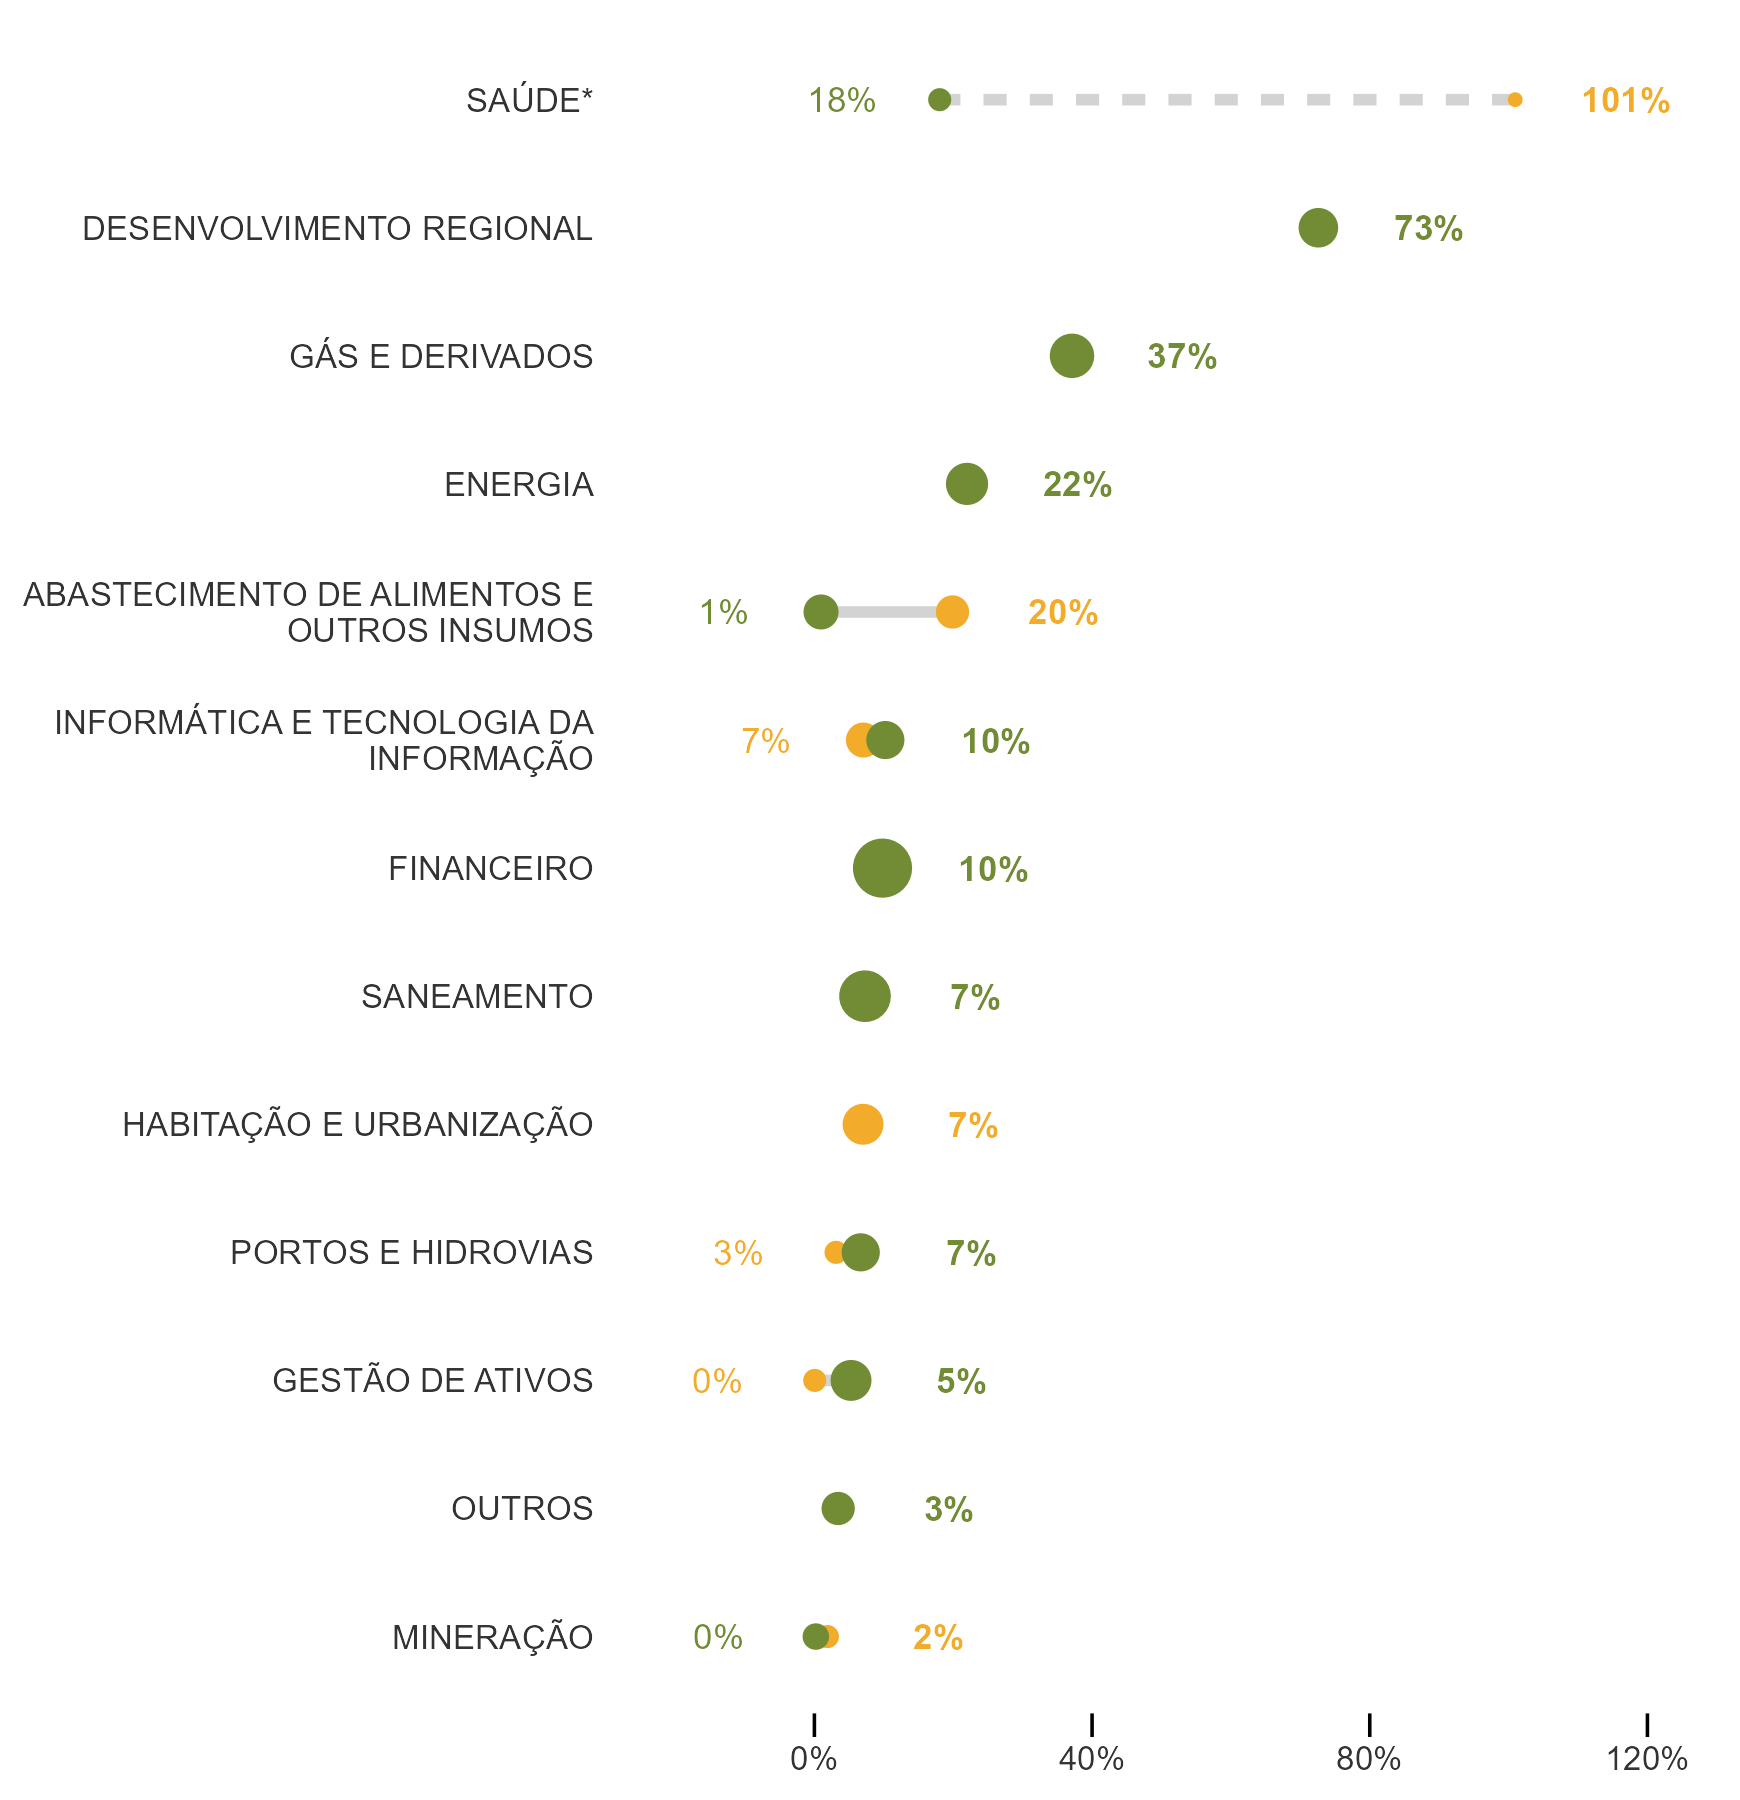 SAÚDE* 18% 101%
DESENVOLVIMENTO REGIONAL 73%
GÁS E DERIVADOS 37%
ENERGIA 22%
ABASTECIMENTO DE ALIMENTOS E
OUTROS INSUMOS
1% 20%
INFORMÁTICA E TECNOLOGIA DA
INFORMAÇÃO
7% 10%
FINANCEIRO 10%
SANEAMENTO 7%
HABITAÇÃO E URBANIZAÇÃO 7%
PORTOS E HIDROVIAS 3% 7%
GESTÃO DE ATIVOS 0% 5%
OUTROS 3%
MINERAÇÃO 0% 2%
0% 40% 80% 120%